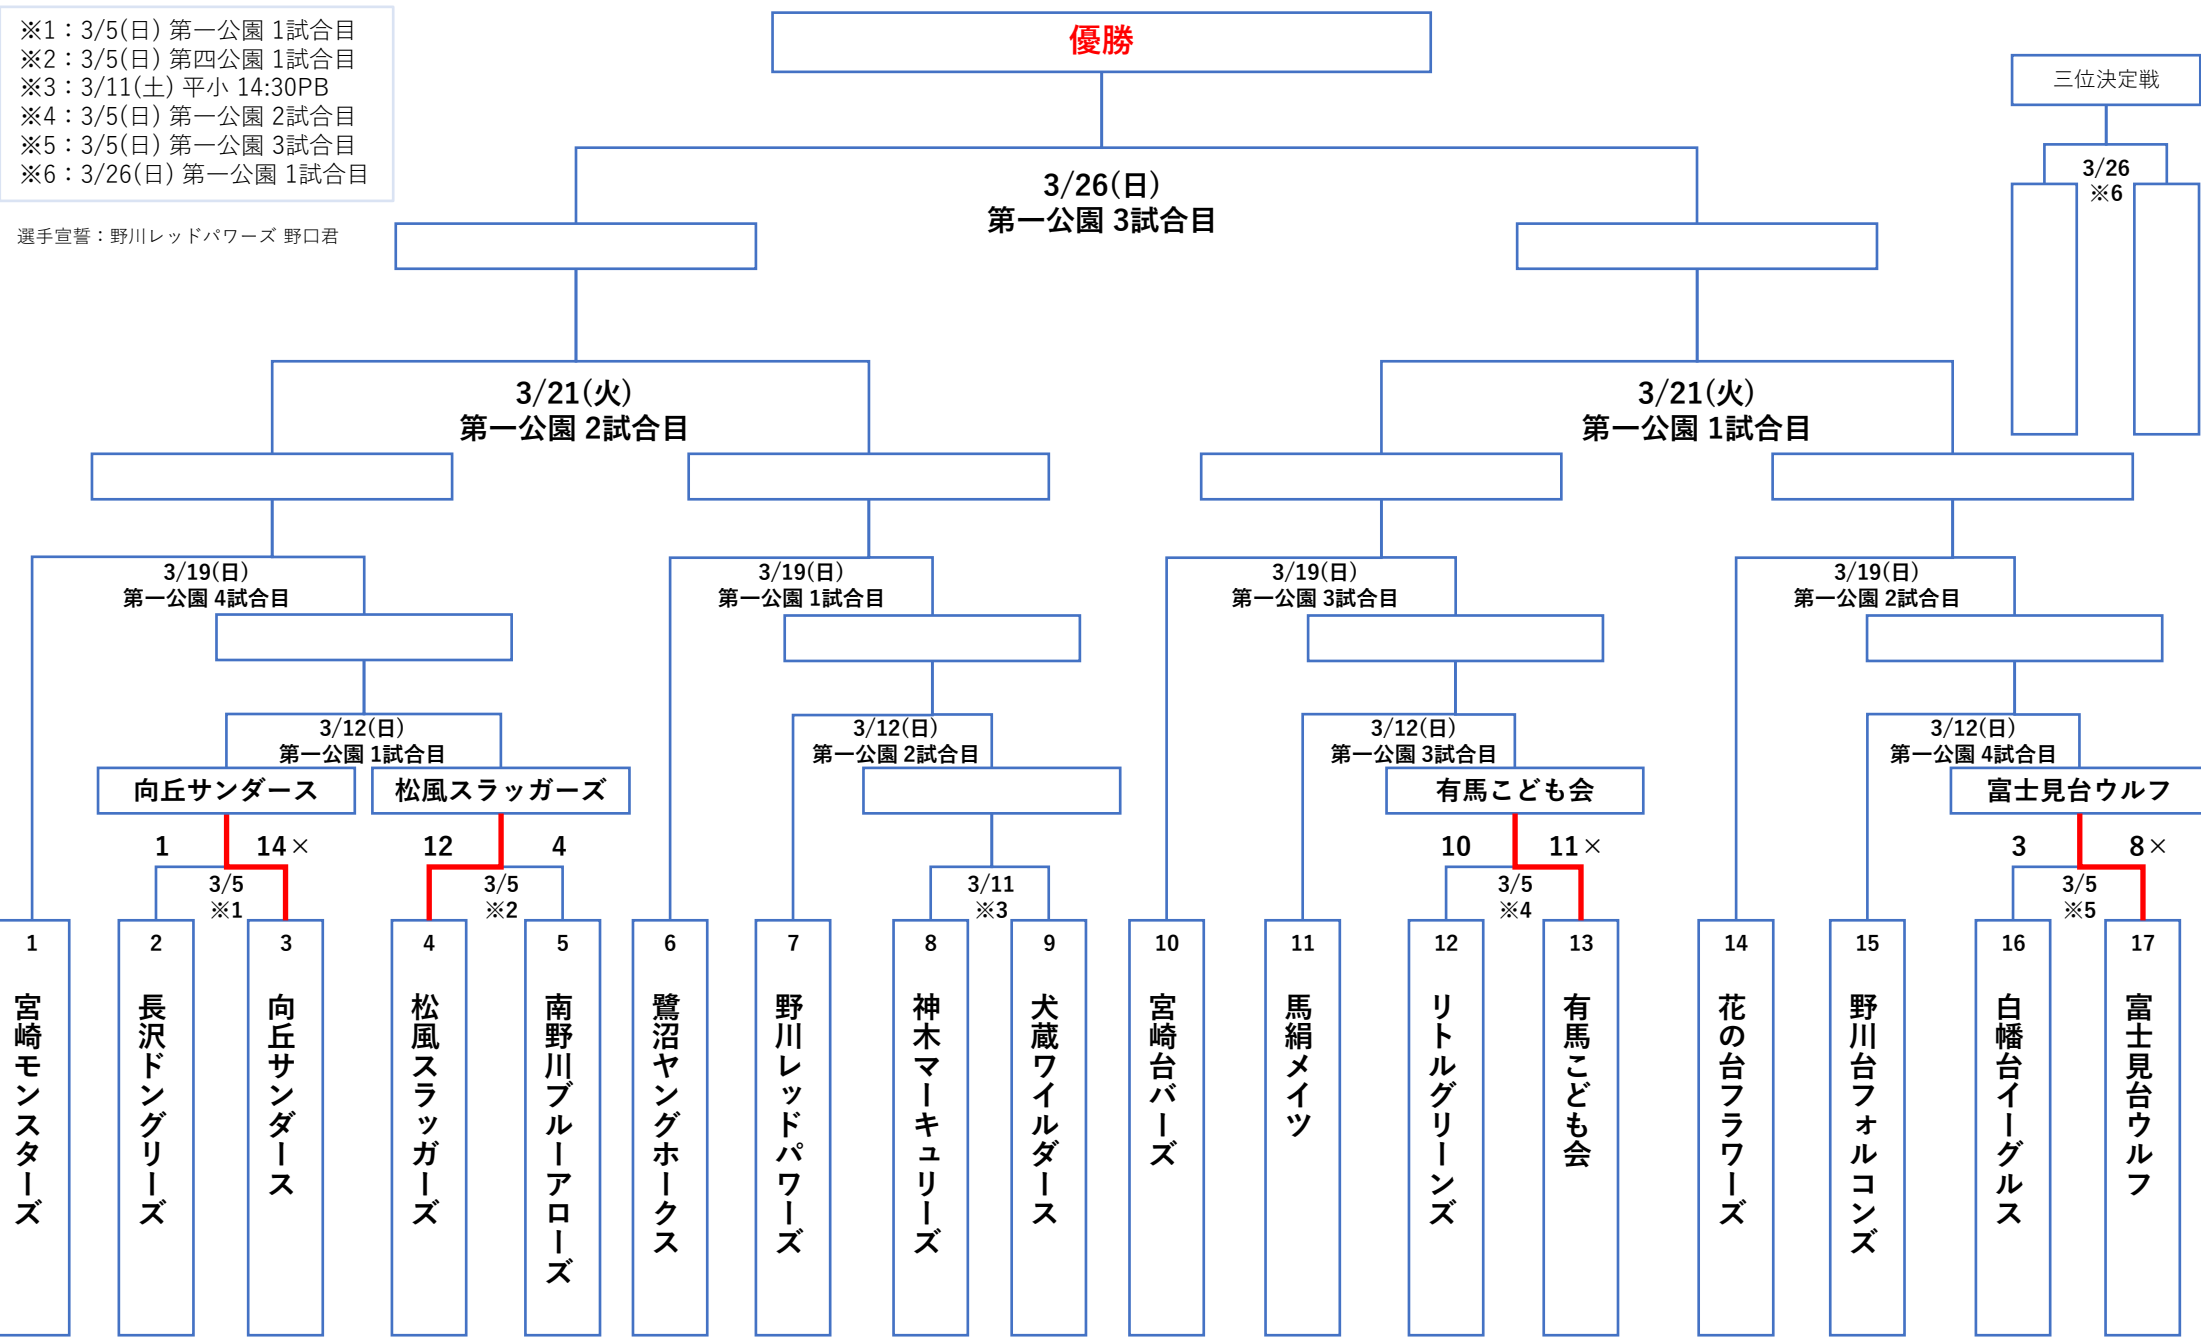 ※1：3/5(日) 第一公園 1試合目
※2：3/5(日) 第四公園 1試合目
※3：3/11(土) 平小 14:30PB
※4：3/5(日) 第一公園 2試合目
※5：3/5(日) 第一公園 3試合目
※6：3/26(日) 第一公園 1試合目
選手宣誓：野川レッドパワーズ 野口君
優勝
三位決定戦
3/26
※6
3/26(日)
第一公園 3試合目
3/21(火)
第一公園 2試合目
3/21(火)
第一公園 1試合目
3/19(日)
第一公園 4試合目
3/19(日)
第一公園 1試合目
3/19(日)
第一公園 3試合目
3/19(日)
第一公園 2試合目
3/12(日)
第一公園 1試合目
3/12(日)
第一公園 2試合目
3/12(日)
第一公園 3試合目
3/12(日)
第一公園 4試合目
向丘サンダース
松風スラッガーズ
有馬こども会
富士見台ウルフ
1
14×
12
4
10
11×
3
8×
3/5
※1
3/5
※2
3/11
※3
3/5
※4
3/5
※5
1
宮崎モンスターズ
2
長沢ドングリーズ
3
向丘サンダース
4
松風スラッガーズ
5
南野川ブルーアローズ
6
鷺沼ヤングホークス
7
野川レッドパワーズ
8
神木マーキュリーズ
9
犬蔵ワイルダース
10
宮崎台バーズ
11
馬絹メイツ
12
リトルグリーンズ
13
有馬こども会
14
花の台フラワーズ
15
野川台フォルコンズ
16
白幡台イーグルス
17
富士見台ウルフ